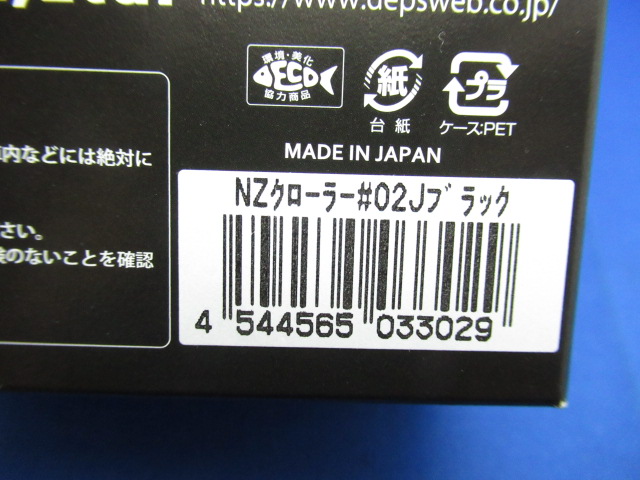 https://www.depsweb.co.jp/
環境・美化
ECO
協力商品
紙
台紙
プラ
ケース:PET
MADE IN JAPAN
内などには絶対に
さい。
のないことを確認
NZクローラー#02Jブラック
4 544565 033029